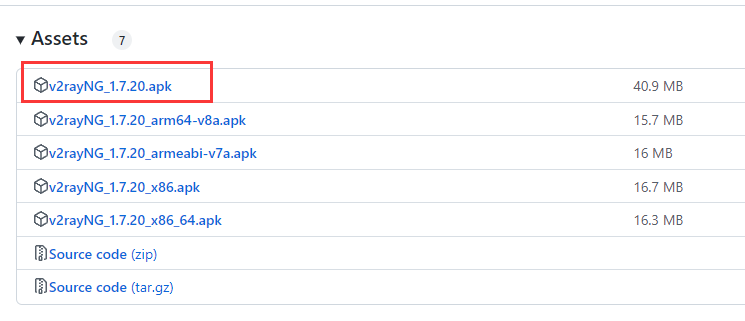 Assets 7
v2rayNG_1.7.20.apk 40.9 MB
v2rayNG_1.7.20_arm64-v8a.apk 15.7 MB
v2rayNG_1.7.20_armeabi-v7a.apk 16 MB
v2rayNG_1.7.20_x86.apk 16.7 MB
v2rayNG_1.7.20_x86_64.apk 16.3 MB
Source code (zip)
Source code (tar.gz)